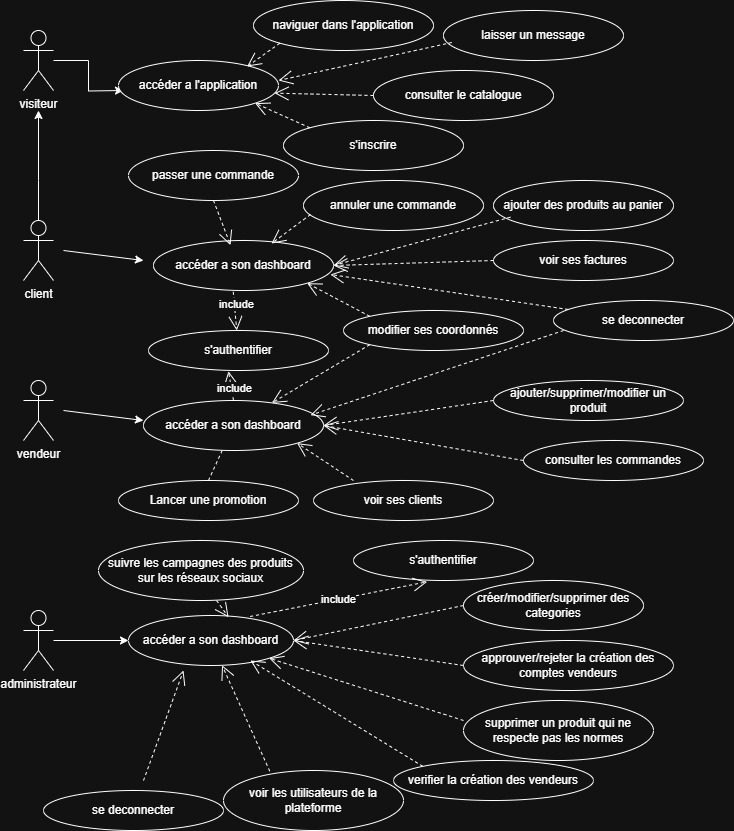 naviguer dans l'application
laisser un message
accéder a l'application
consulter le catalogue
visiteur
s'inscrire
passer une commande
annuler une commande
ajouter des produits au panier
accéder a son dashboard
voir ses factures
client
include
modifier ses coordonnés
se deconnecter
s'authentifier
include
ajouter/supprimer/modifier un
produit
accéder a son dashboard
vendeur
consulter les commandes
Lancer une promotion
voir ses clients
suivre les campagnes des produits
sur les réseaux sociaux
s'authentifier
include
créer/modifier/supprimer des
categories
accéder a son dashboard
approuver/rejeter la création des
comptes vendeurs
administrateur
supprimer un produit qui ne
respecte pas les normes
verifier la création des vendeurs
voir les utilisateurs de la
plateforme
se deconnecter